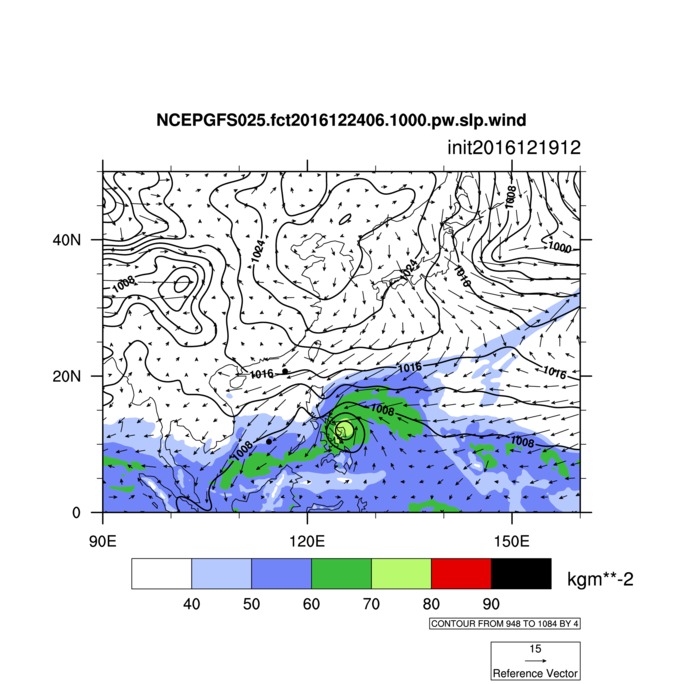 NCEPGFS025.fct2016122406.1000.pw.slp.wind
init2016121912
1008
1000
40N
1024
1024
1016
1008
20N
1016
1016
1016
1008
1008
1008
0
90E 120E 150E
40 50 60 70 80 90
kgm**-2
CONTOUR FROM 948 TO 1084 BY 4
15
Reference Vector